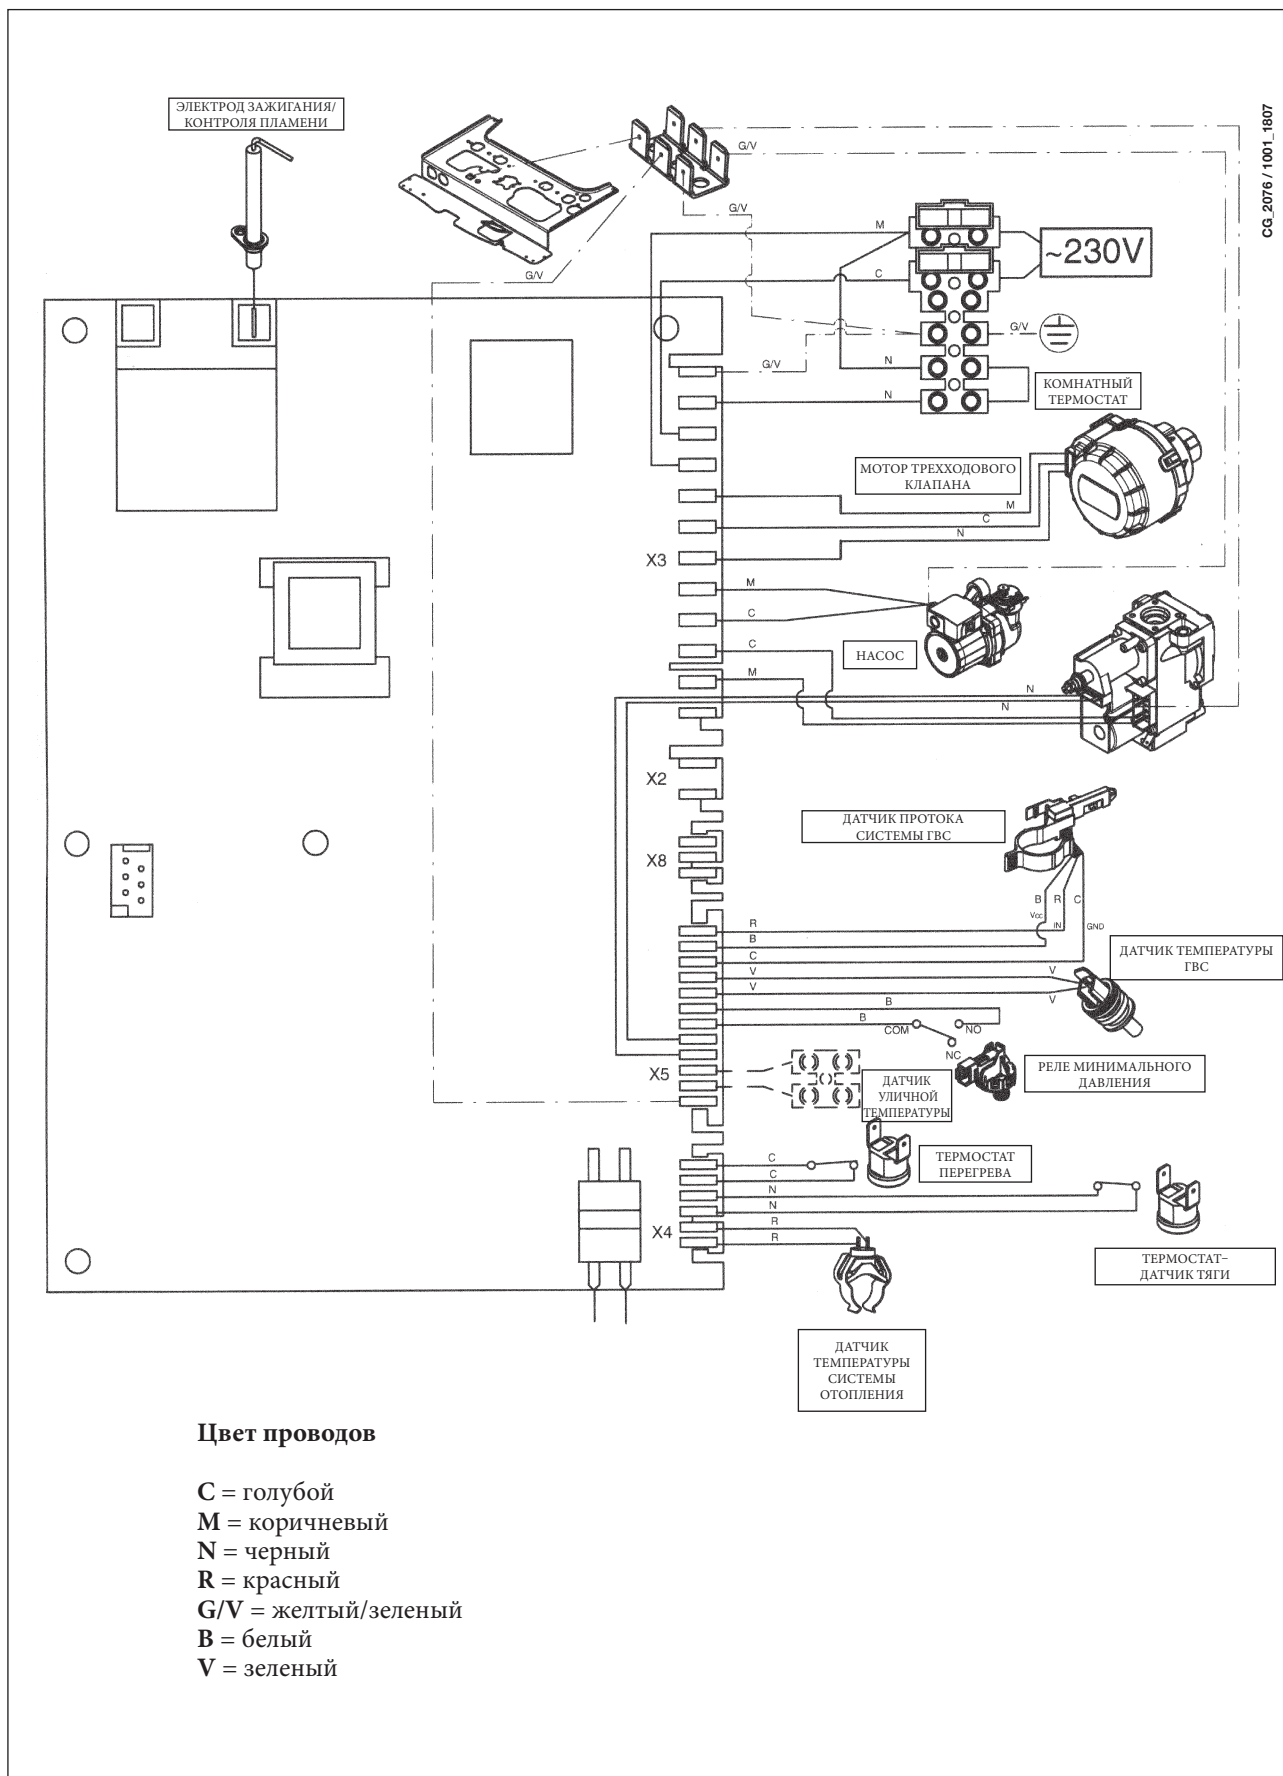 CG_2076 / 1001_1807
ЭЛЕКТРОД ЗАЖИГАНИЯ/
КОНТРОЛЯ ПЛАМЕНИ
G/V
G/V
G/V
M
~230V
C
G/V
G/V
N
N
КОМНАТНЫЙ
ТЕРМОСТАТ
МОТОР ТРЕХХОДОВОГО
КЛАПАНА
M
C
N
X3
M
C
НАСОС
C
M
N
N
X2
ДАТЧИК ПРОТОКА
СИСТЕМЫ ГВС
X8
B R C
Vcc
IN
GND
R
B
C
V
V
V
V
ДАТЧИК ТЕМПЕРАТУРЫ
ГВС
B
B
COM
NO
NC
РЕЛЕ МИНИМАЛЬНОГО
ДАВЛЕНИЯ
X5
ДАТЧИК
УЛИЧНОЙ
ТЕМПЕРАТУРЫ
C
C
N
N
R
R
X4
ТЕРМОСТАТ
ПЕРЕГРЕВА
ТЕРМОСТАТ–
ДАТЧИК ТЯГИ
ДАТЧИК
ТЕМПЕРАТУРЫ
СИСТЕМЫ
ОТОПЛЕНИЯ
Цвет проводов
C = голубой
M = коричневый
N = черный
R = красный
G/V = желтый/зеленый
B = белый
V = зеленый